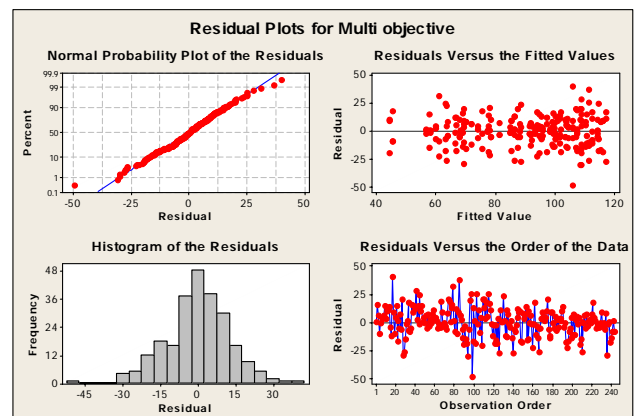 Residual Plots for Multi objective
Normal Probability Plot of the Residuals
Percent
99.9
99
90
50
10
1
0.1
-50 -25 0 25 50
Residual
Residuals Versus the Fitted Values
Residual
50
25
0
-25
-50
40 60 80 100 120
Fitted Value
Histogram of the Residuals
Frequency
48
36
24
12
0
-45 -30 -15 0 15 30
Residual
Residuals Versus the Order of the Data
Residual
50
25
0
-25
-50
1 20 40 60 80 100 120 140 160 180 200 220 240
Observation Order